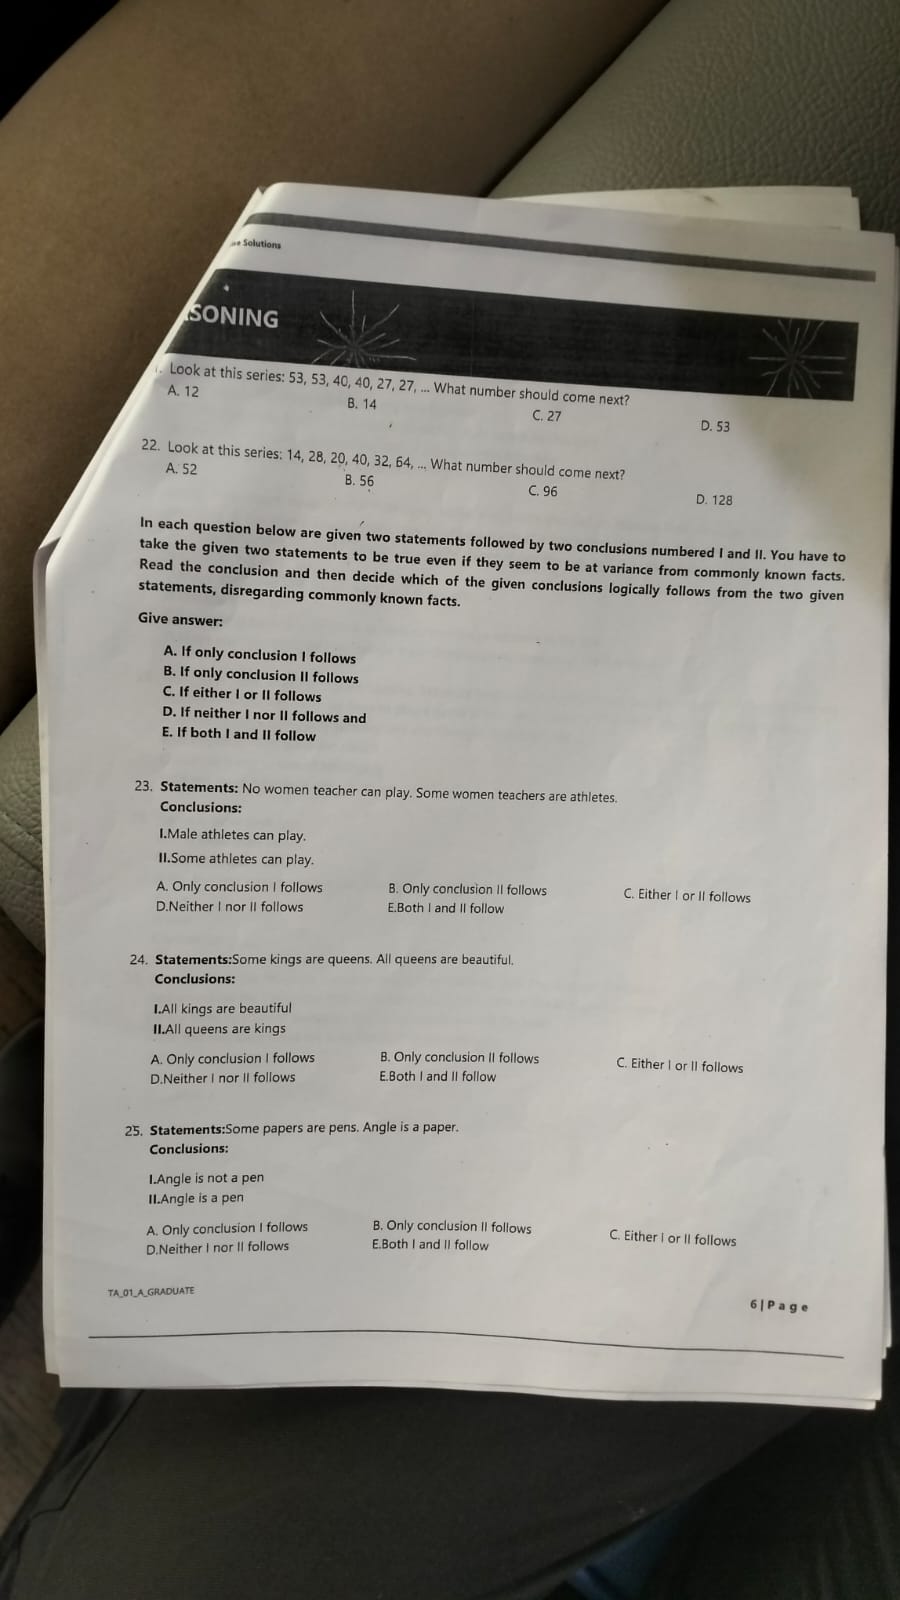 Solutions
SONING
. Look at this series: 53, 53, 40, 40, 27, 27, ... What number should come next?
A. 12 B. 14 C. 27 D. 53
22. Look at this series: 14, 28, 20, 40, 32, 64, ... What number should come next?
A. 52 B. 56 C. 96 D. 128
In each question below are given two statements followed by two conclusions numbered I and II. You have to
take the given two statements to be true even if they seem to be at variance from commonly known facts.
Read the conclusion and then decide which of the given conclusions logically follows from the two given
statements, disregarding commonly known facts.
Give answer:
A. If only conclusion I follows
B. If only conclusion II follows
C. If either I or II follows
D. If neither I nor II follows and
E. If both I and II follow
23. Statements: No women teacher can play. Some women teachers are athletes.
Conclusions:
I.Male athletes can play.
II.Some athletes can play.
A. Only conclusion I follows B. Only conclusion II follows C. Either I or II follows
D.Neither I nor II follows E.Both I and II follow
24. Statements:Some kings are queens. All queens are beautiful.
Conclusions:
I.All kings are beautiful
II.All queens are kings
A. Only conclusion I follows B. Only conclusion II follows C. Either I or II follows
D.Neither I nor II follows E.Both I and II follow
25. Statements:Some papers are pens. Angle is a paper.
Conclusions:
I.Angle is not a pen
II.Angle is a pen
A. Only conclusion I follows B. Only conclusion II follows C. Either I or II follows
D.Neither I nor II follows E.Both I and II follow
TA_01_A_GRADUATE
6|Page